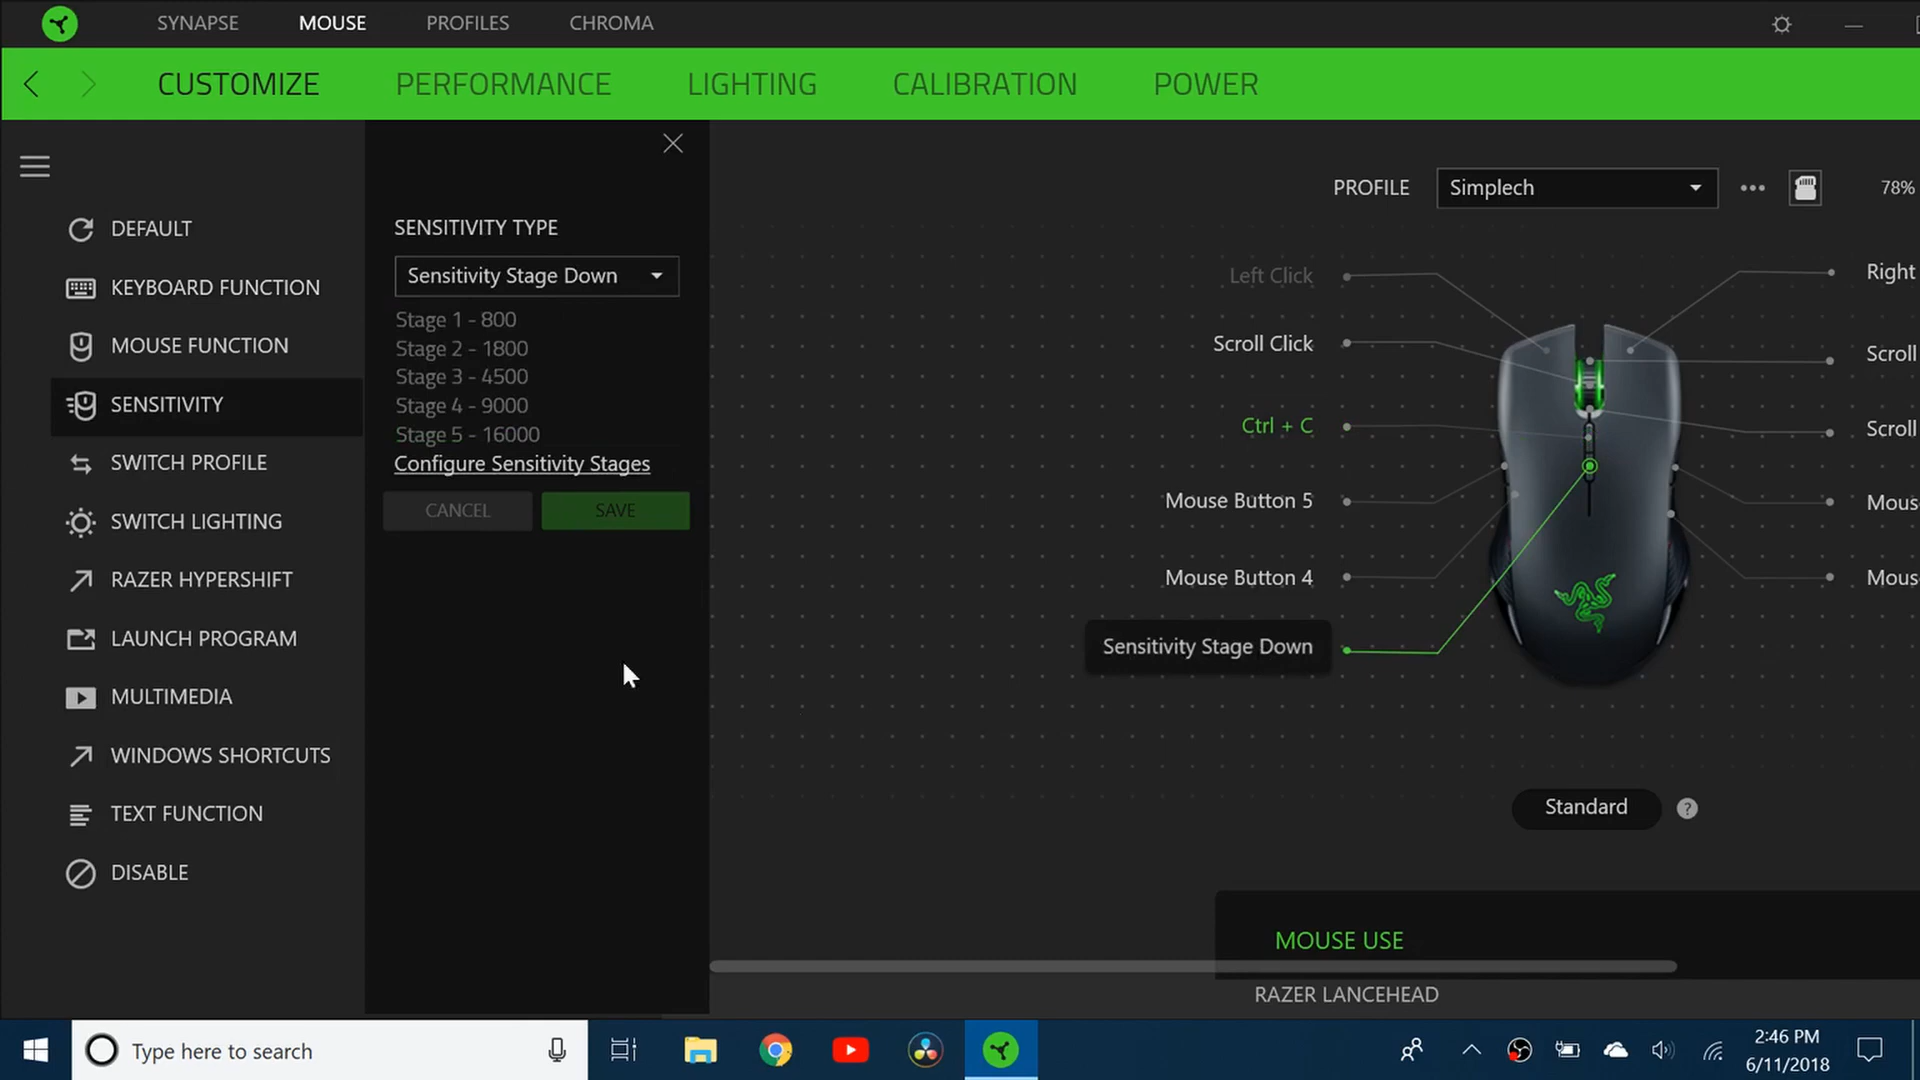 SYNAPSE MOUSE PROFILES CHROMA
CUSTOMIZE PERFORMANCE LIGHTING CALIBRATION POWER
DEFAULT
KEYBOARD FUNCTION
MOUSE FUNCTION
SENSITIVITY
SWITCH PROFILE
SWITCH LIGHTING
RAZER HYPERSHIFT
LAUNCH PROGRAM
MULTIMEDIA
WINDOWS SHORTCUTS
TEXT FUNCTION
DISABLE
SENSITIVITY TYPE
Sensitivity Stage Down
Stage 1 - 800
Stage 2 - 1800
Stage 3 - 4500
Stage 4 - 9000
Stage 5 - 16000
Configure Sensitivity Stages
CANCEL SAVE
PROFILE Simplech 78%
Left Click
Scroll Click
Ctrl + C
Mouse Button 5
Mouse Button 4
Sensitivity Stage Down
Right
Scroll
Scroll
Mous
Mous
Standard ?
MOUSE USE
RAZER LANCEHEAD
Type here to search
2:46 PM
6/11/2018